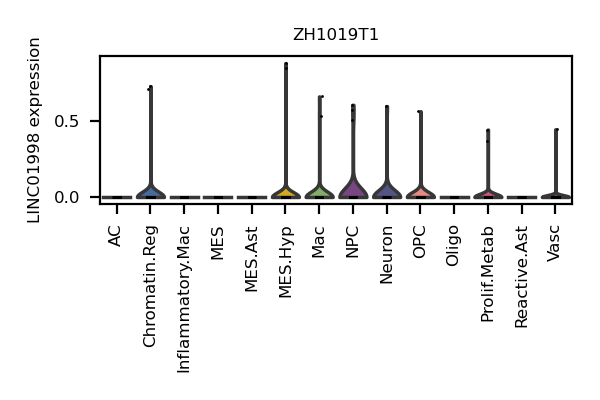 ZH1019T1
LINC01998 expression
0.5
0.0
AC
Chromatin.Reg
Inflammatory.Mac
MES
MES.Ast
MES.Hyp
Mac
NPC
Neuron
OPC
Oligo
Prolif.Metab
Reactive.Ast
Vasc